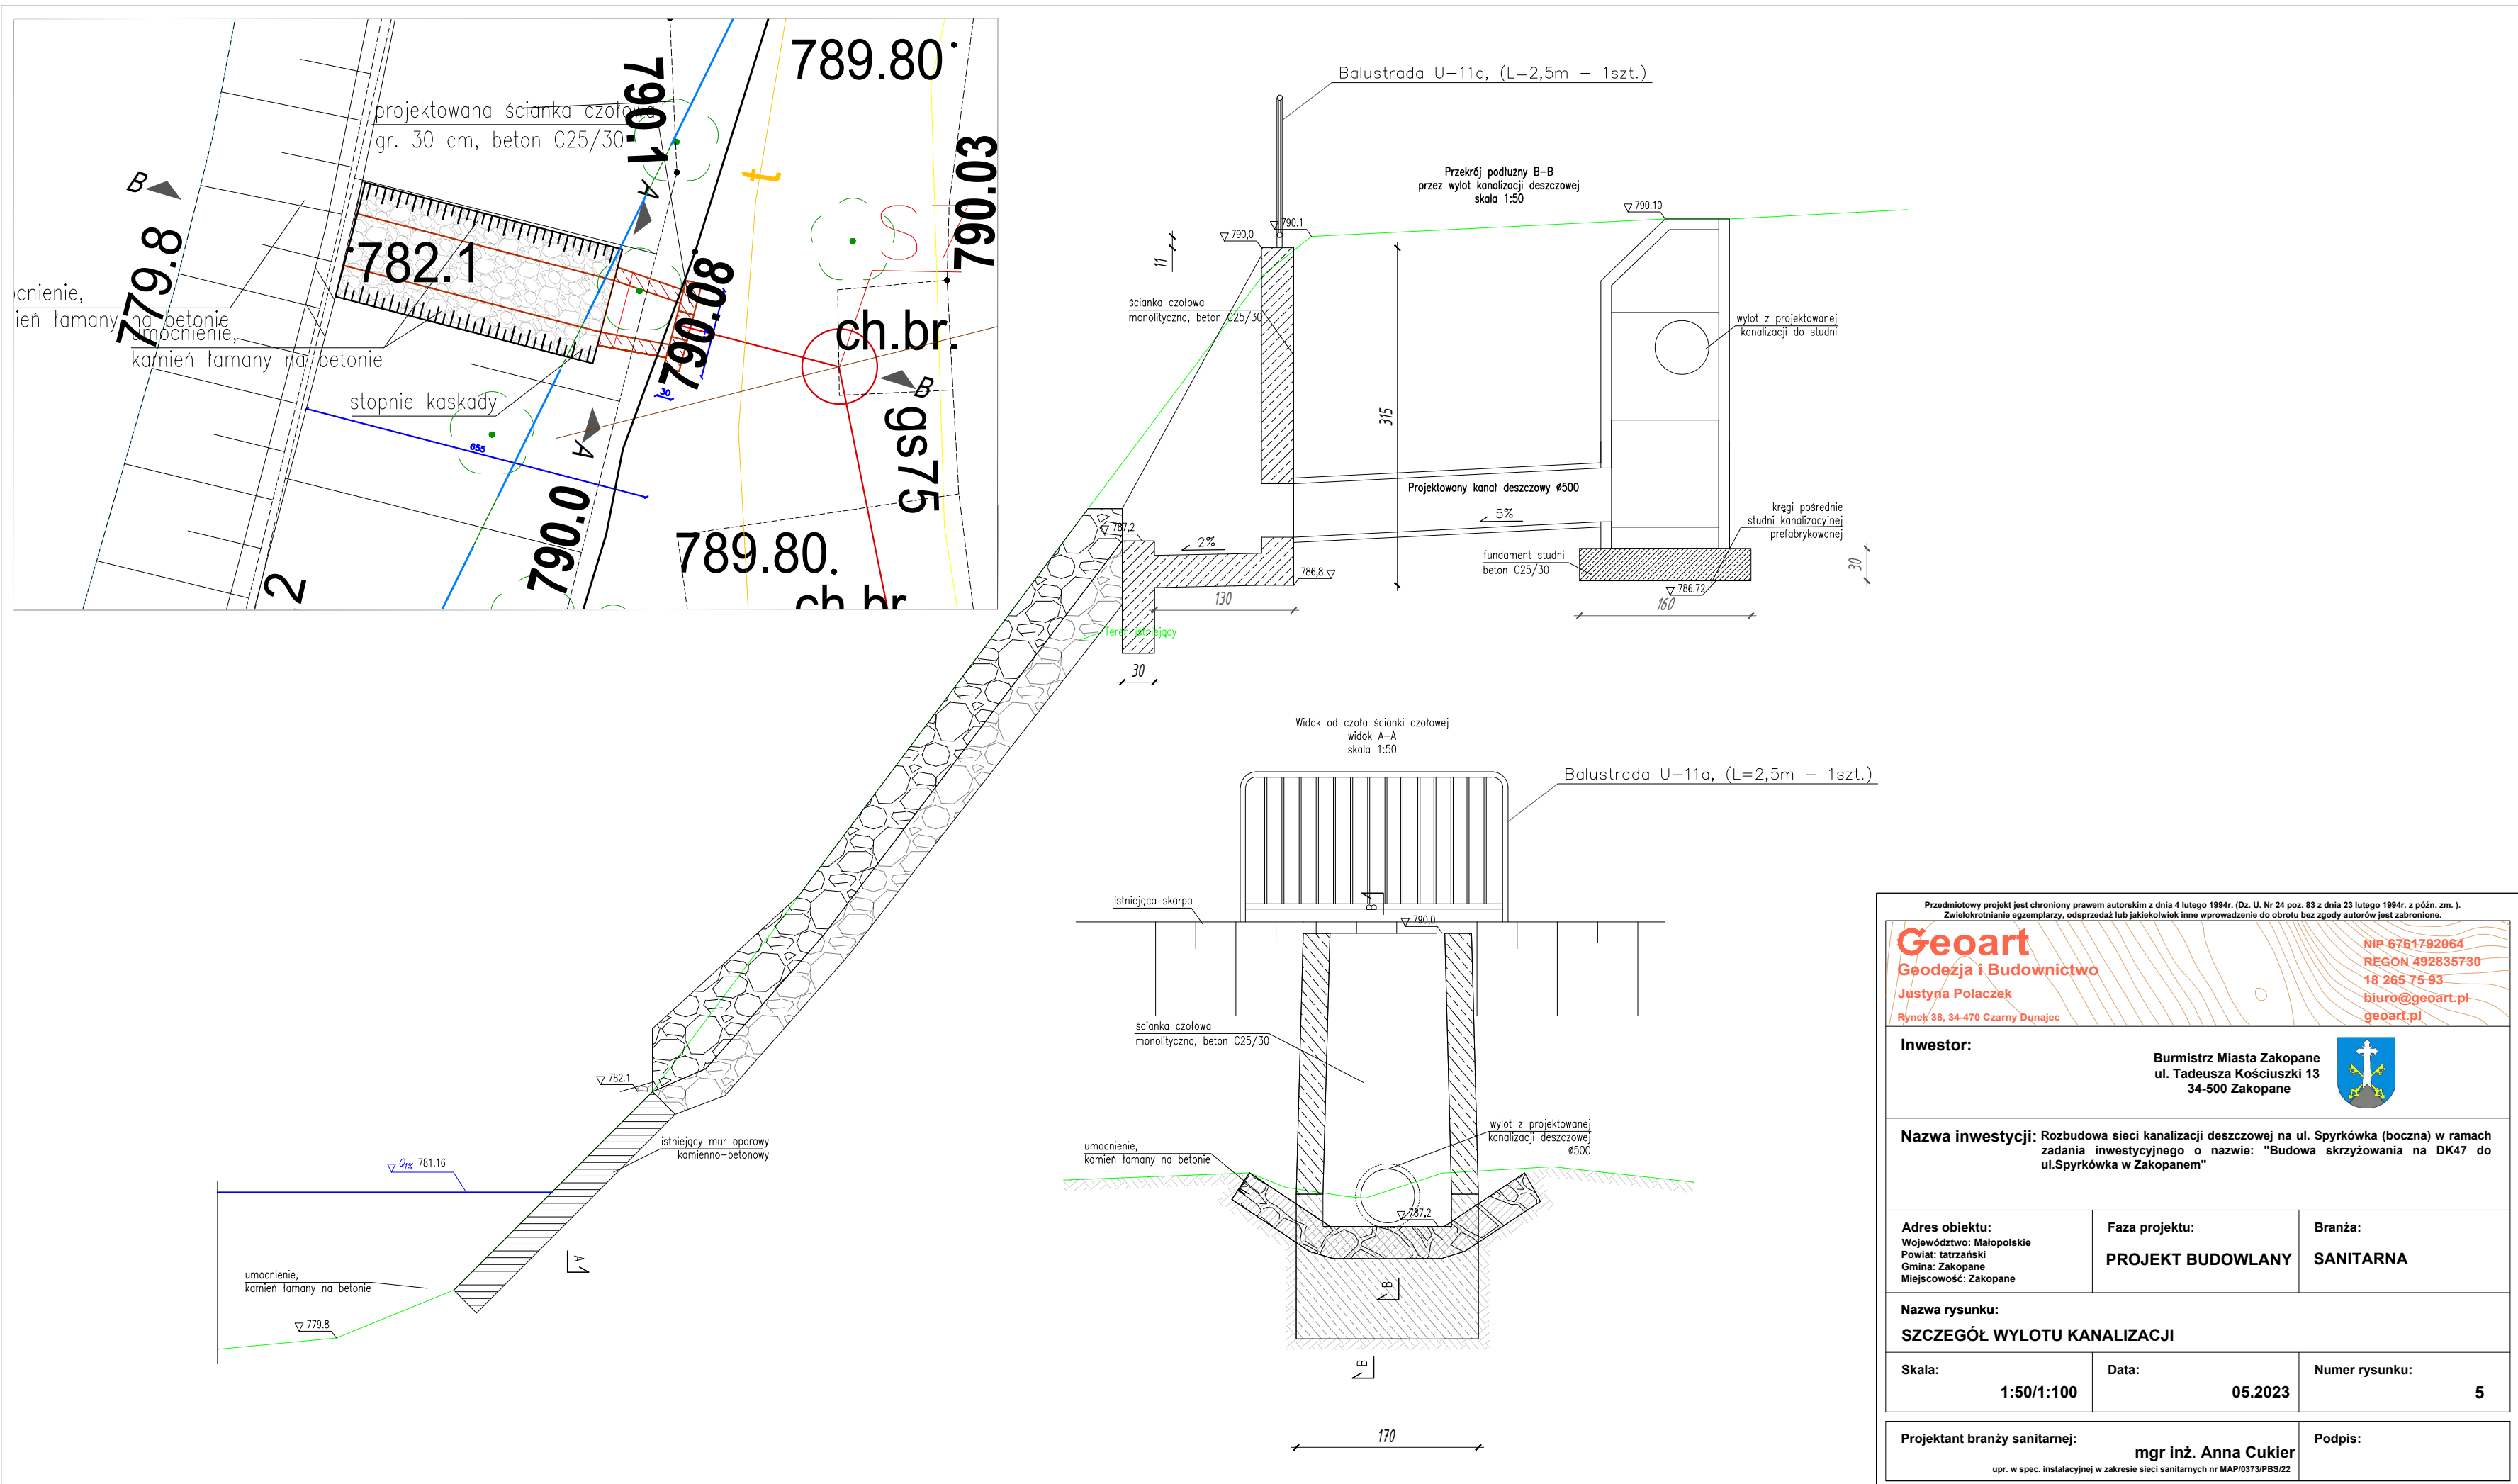 789.80
790.1
projektowana ścianka czołowa
gr. 30 cm, beton C25/30
t
790.03
B
A
S
779.8
782.1
790.08
ch.br.
ocnienie,
ień łamany na betonie
umocnienie,
kamień łamany na betonie
30
B
stopnie kaskady
gs75
655
A
790.0
789.80.
2
ch.br
Balustrada U-11a, (L=2,5m - 1szt.)
Przekrój podłużny B-B
przez wylot kanalizacji deszczowej
skala 1:50
790.10
790.1
790,0
11
ścianka czołowa
monolityczna, beton C25/30
wylot z projektowanej
kanalizacji do studni
315
Projektowany kanał deszczowy ø500
5%
kręgi pośrednie
studni kanalizacyjnej
prefabrykowanej
787,2
2%
fundament studni
beton C25/30
786,8
30
786.72
130
160
Teren istniejący
30
Widok od czoła ścianki czołowej
widok A-A
skala 1:50
Balustrada U-11a, (L=2,5m - 1szt.)
istniejąca skarpa
B
790,0
ścianka czołowa
monolityczna, beton C25/30
782.1
istniejący mur oporowy
kamienno-betonowy
wylot z projektowanej
kanalizacji deszczowej
ø500
umocnienie,
kamień łamany na betonie
Q1% 781.16
787,2
A
umocnienie,
kamień łamany na betonie
B
779.8
B
170
Przedmiotowy projekt jest chroniony prawem autorskim z dnia 4 lutego 1994r. (Dz. U. Nr 24 poz. 83 z dnia 23 lutego 1994r. z późn. zm. ).
Zwielokrotnianie egzemplarzy, odsprzedaż lub jakiekolwiek inne wprowadzenie do obrotu bez zgody autorów jest zabronione.
Geoart
Geodezja i Budownictwo
Justyna Polaczek
Rynek 38, 34-470 Czarny Dunajec
NIP 6761792064
REGON 492835730
18 265 75 93
biuro@geoart.pl
geoart.pl
Inwestor:
Burmistrz Miasta Zakopane
ul. Tadeusza Kościuszki 13
34-500 Zakopane
Nazwa inwestycji: Rozbudowa sieci kanalizacji deszczowej na ul. Spyrkówka (boczna) w ramach
zadania inwestycyjnego o nazwie: "Budowa skrzyżowania na DK47 do
ul.Spyrkówka w Zakopanem"
Adres obiektu:
Województwo: Małopolskie
Powiat: tatrzański
Gmina: Zakopane
Miejscowość: Zakopane
Faza projektu:
PROJEKT BUDOWLANY
Branża:
SANITARNA
Nazwa rysunku:
SZCZEGÓŁ WYLOTU KANALIZACJI
Skala:
1:50/1:100
Data:
05.2023
Numer rysunku:
5
Projektant branży sanitarnej:
mgr inż. Anna Cukier
upr. w spec. instalacyjnej w zakresie sieci sanitarnych nr MAP/0373/PBS/22
Podpis: